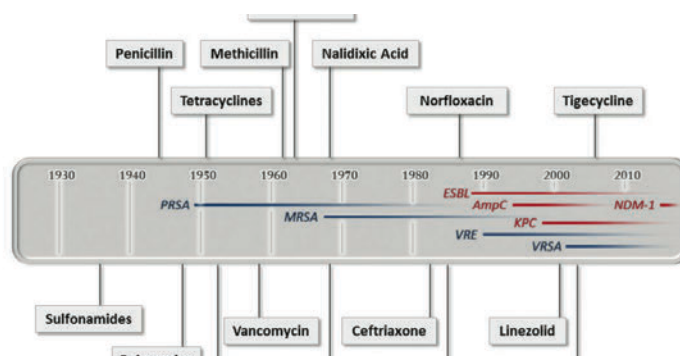 Penicillin
Methicillin
Nalidixic Acid
Tetracyclines
Norfloxacin
Tigecycline
1930 1940 1950 1960 1970 1980 1990 2000 2010
ESBL
PRSA
AmpC
NDM-1
MRSA
KPC
VRE
VRSA
Sulfonamides
Vancomycin
Ceftriaxone
Linezolid